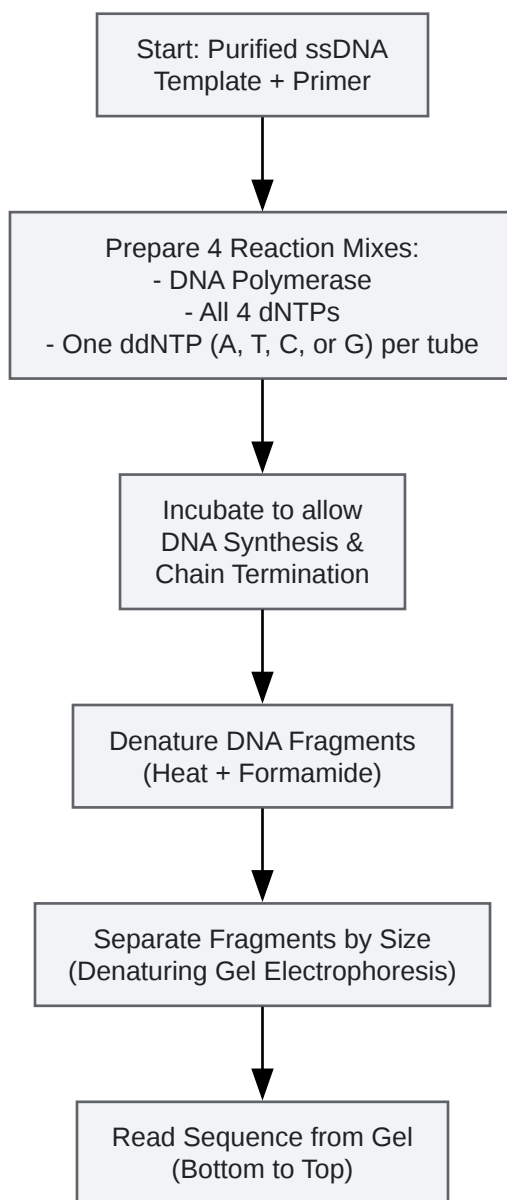 Start: Purified ssDNA
Template + Primer
Prepare 4 Reaction Mixes:
- DNA Polymerase
- All 4 dNTPs
- One ddNTP (A, T, C, or G) per tube
Incubate to allow
DNA Synthesis &
Chain Termination
Denature DNA Fragments
(Heat + Formamide)
Separate Fragments by Size
(Denaturing Gel Electrophoresis)
Read Sequence from Gel
(Bottom to Top)